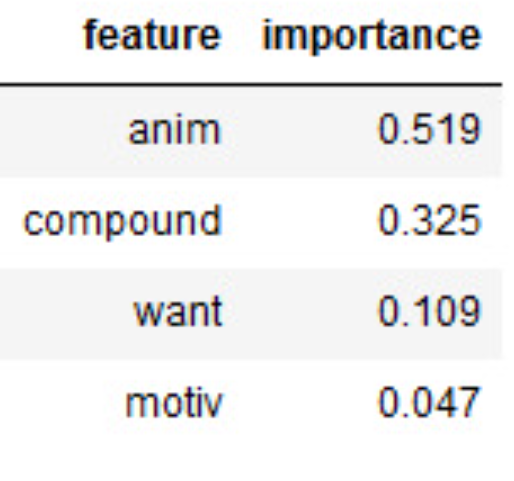 feature importance
anim 0.519
compound 0.325
want 0.109
motiv 0.047